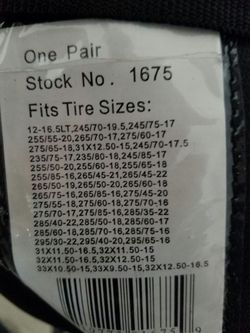 One Pair
Stock No. 1675
Fits Tire Sizes:
12-16.5LT,245/70-19.5,245/75-17
255/55-20,265/70-17,275/60-17
275/65-18,31X12.50-15,245/70-17.5
235/75-17,235/80-18,245/85-17
255/50-20,255/60-18,255/65-18
255/85-16,265/45-21,265/45-22
265/50-19,265/50-20,265/60-18
265/75-16,265/85-16,275/45-20
275/55-18,275/60-17,275/70-16
275/70-17,275/85-16,285/35-22
285/40-22,285/50-18,285/60-17
285/60-18,285/65-16,285/75-16
295/30-22,295/40-20,295/65-16
31X11.50-16.5,32X11.50-15
32X11.50-16.5,32X12.50-15
33X10.50-15,33X9.50-15,32X12.50-16.5